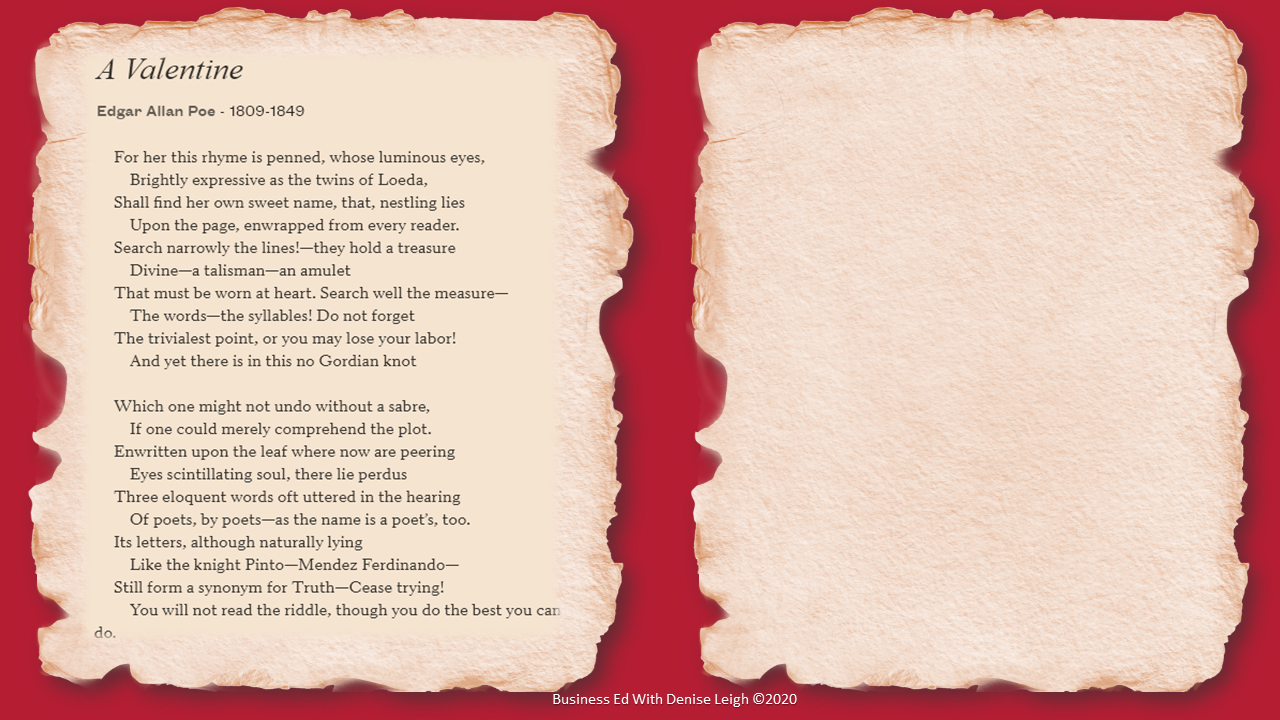 A Valentine
Edgar Allan Poe - 1809-1849
For her this rhyme is penned, whose luminous eyes,
Brightly expressive as the twins of Loeda,
Shall find her own sweet name, that, nestling lies
Upon the page, enwrapped from every reader.
Search narrowly the lines!—they hold a treasure
Divine—a talisman—an amulet
That must be worn at heart. Search well the measure—
The words—the syllables! Do not forget
The trivialest point, or you may lose your labor!
And yet there is in this no Gordian knot
Which one might not undo without a sabre,
If one could merely comprehend the plot.
Enwritten upon the leaf where now are peering
Eyes scintillating soul, there lie perdus
Three eloquent words oft uttered in the hearing
Of poets, by poets—as the name is a poet's, too.
Its letters, although naturally lying
Like the knight Pinto—Mendez Ferdinando—
Still form a synonym for Truth—Cease trying!
You will not read the riddle, though you do the best you can
do.
Business Ed With Denise Leigh ©2020